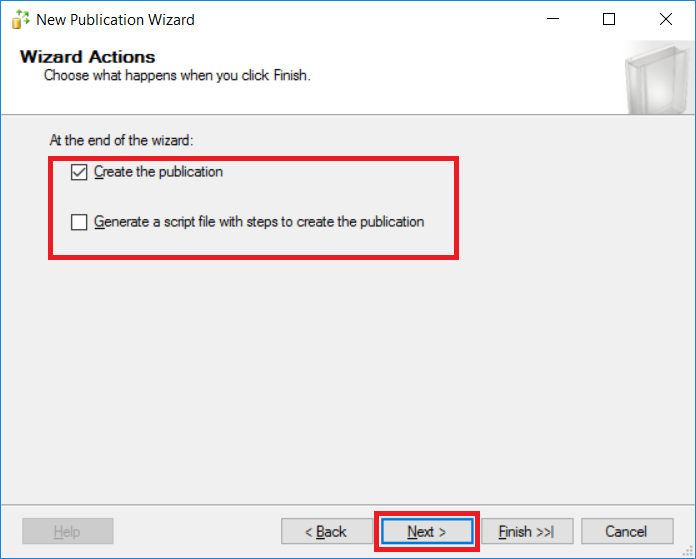 New Publication Wizard
Wizard Actions
Choose what happens when you click Finish.
At the end of the wizard:
Create the publication
Generate a script file with steps to create the publication
Help
< Back
Next >
Finish >>|
Cancel